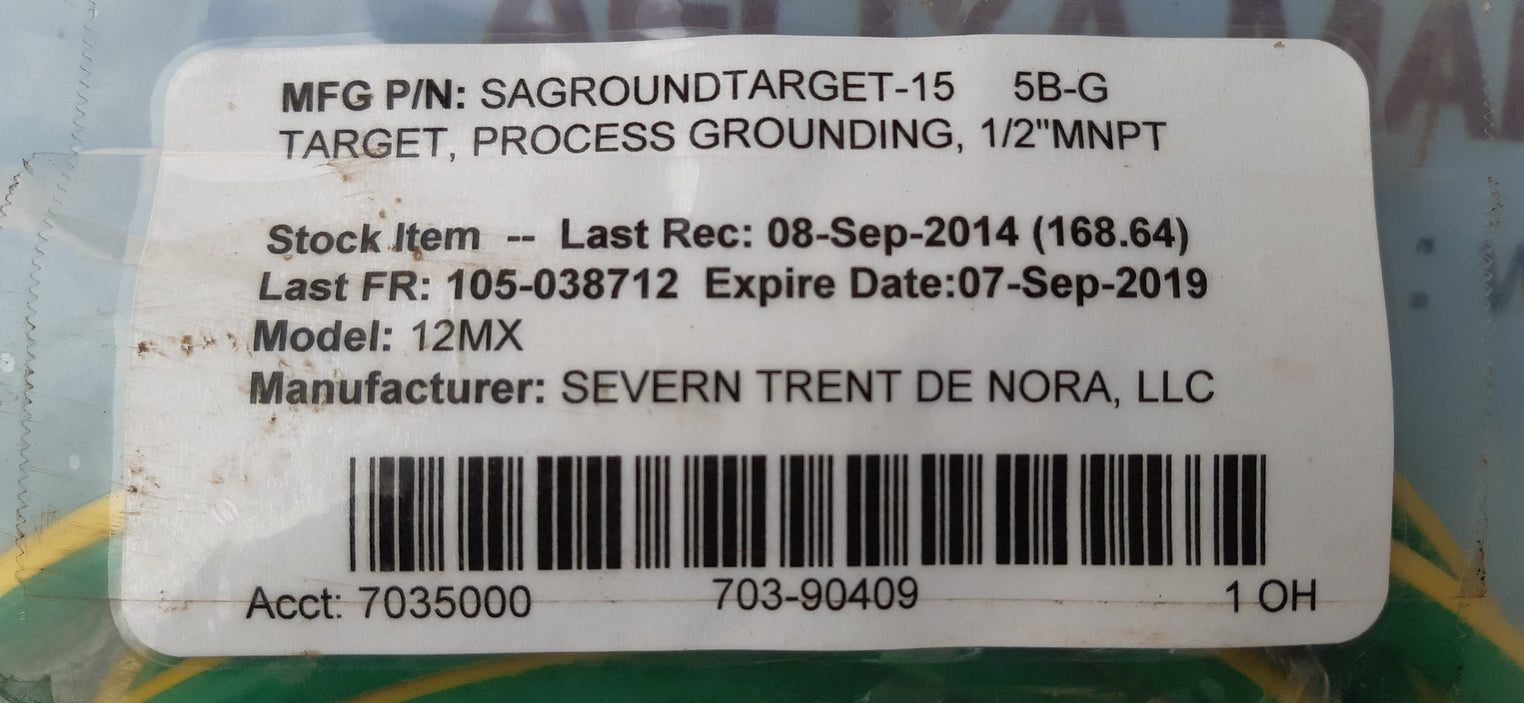 MFG P/N: SAGROUNDTARGET-15 5B-G
TARGET, PROCESS GROUNDING, 1/2"MNPT
Stock Item -- Last Rec: 08-Sep-2014 (168.64)
Last FR: 105-038712 Expire Date:07-Sep-2019
Model: 12MX
Manufacturer: SEVERN TRENT DE NORA, LLC
Acct: 7035000 703-90409 1 OH